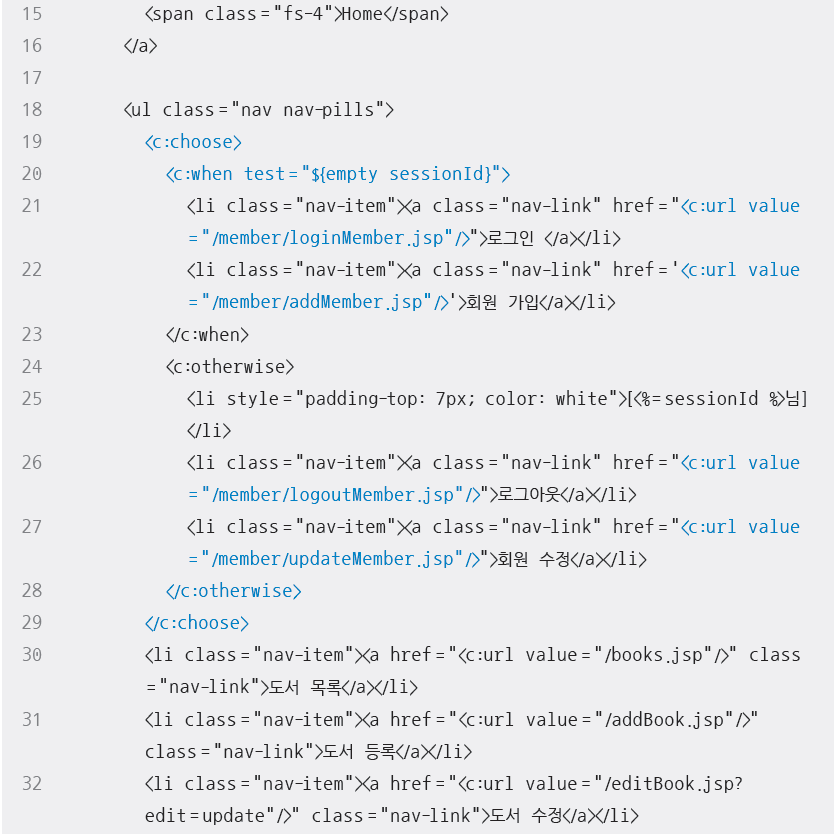 15 <span class="fs-4">Home</span>
16 </a>
17
18 <ul class="nav nav-pills">
19 <c:choose>
20 <c:when test="${empty sessionId}">
21 <li class="nav-item"><a class="nav-link" href="<c:url value
="/member/loginMember.jsp"/>">로그인 </a></li>
22 <li class="nav-item"><a class="nav-link" href='<c:url value
="/member/addMember.jsp"/>'>회원 가입</a></li>
23 </c:when>
24 <c:otherwise>
25 <li style="padding-top: 7px; color: white">[<%=sessionId %>님]
</li>
26 <li class="nav-item"><a class="nav-link" href="<c:url value
="/member/logoutMember.jsp"/>">로그아웃</a></li>
27 <li class="nav-item"><a class="nav-link" href="<c:url value
="/member/updateMember.jsp"/>">회원 수정</a></li>
28 </c:otherwise>
29 </c:choose>
30 <li class="nav-item"><a href="<c:url value="/books.jsp"/>" class
="nav-link">도서 목록</a></li>
31 <li class="nav-item"><a href="<c:url value="/addBook.jsp"/>"
class="nav-link">도서 등록</a></li>
32 <li class="nav-item"><a href="<c:url value="/editBook.jsp?
edit=update"/>" class="nav-link">도서 수정</a></li>